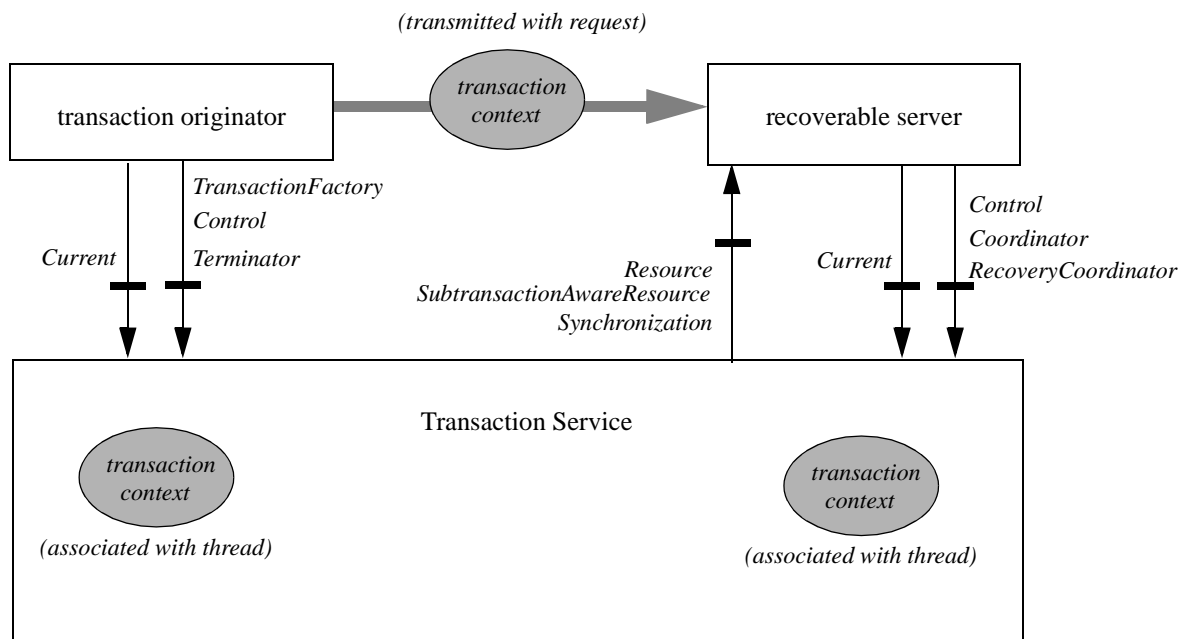 (transmitted with request)
transaction originator
transaction
context
recoverable server
TransactionFactory
Control
Terminator
Current
Resource
SubtransactionAwareResource
Synchronization
Current
Control
Coordinator
RecoveryCoordinator
Transaction Service
transaction
context
(associated with thread)
transaction
context
(associated with thread)